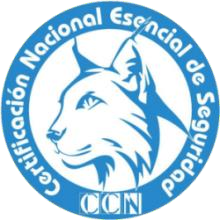 Certificación Nacional Esencial de Seguridad
CCN